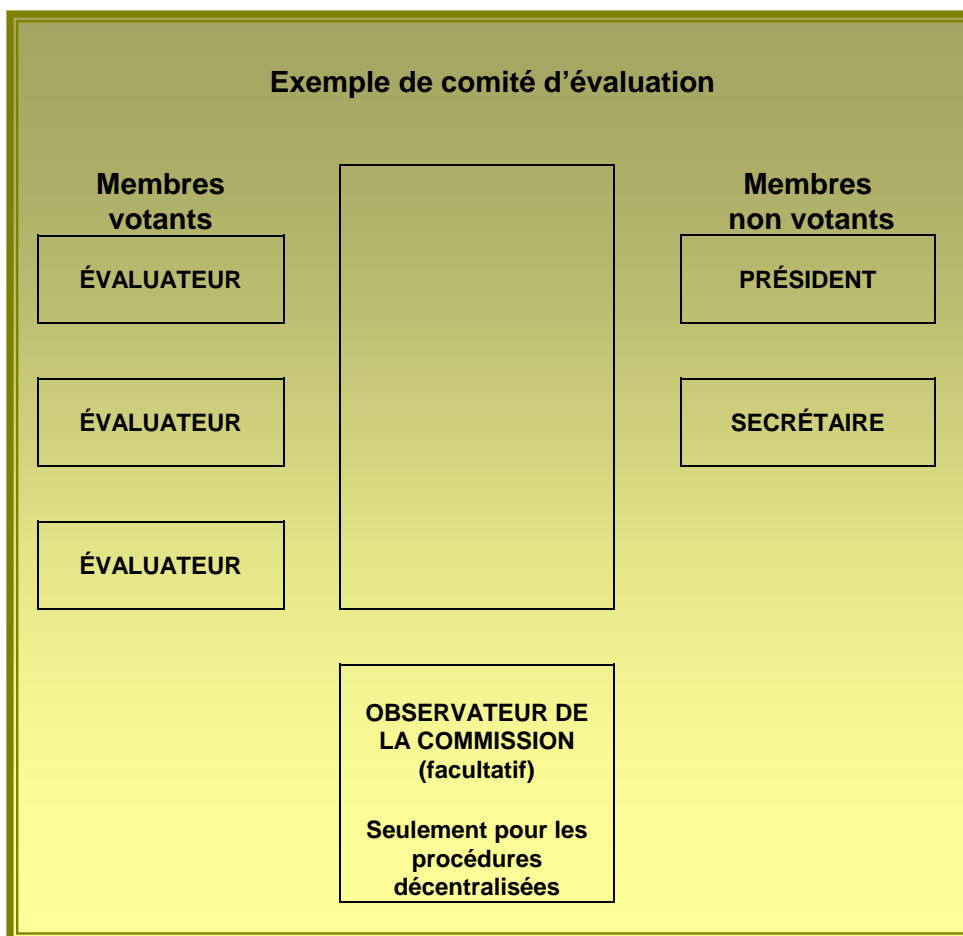 Exemple de comité d’évaluation
Membres
votants
ÉVALUATEUR
ÉVALUATEUR
ÉVALUATEUR
Membres
non votants
PRÉSIDENT
SECRÉTAIRE
OBSERVATEUR DE
LA COMMISSION
(facultatif)
Seulement pour les
procédures
décentralisées